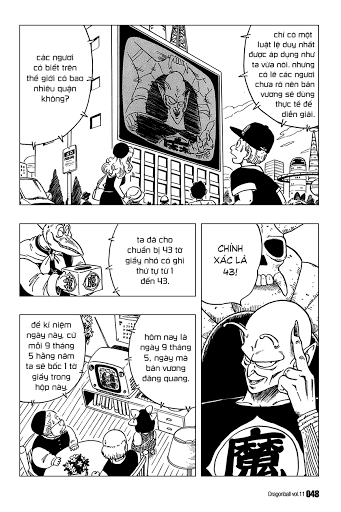 chỉ có một
luật lệ duy nhất
được áp dụng như
ta vừa nói. nhưng
có lẽ các ngươi
chưa rõ nên bản
vương sẽ dùng
thực tế để
diễn giải.
các ngươi
có biết trên
thế giới có bao
nhiêu quận
không?
CHÍNH
XÁC LÀ
43!
ta đã cho
chuẩn bị 43 tờ
giấy nhỏ có ghi
thứ tự từ 1
đến 43.
魔
hôm nay là
ngày 9 tháng
5, ngày mà
bản vương
đăng quang.
để kỉ niệm
ngày này, cứ
mỗi 9 tháng
5 hàng năm
ta sẽ bốc 1 tờ
giấy trong
hộp này.
Dragonball vol.11 048